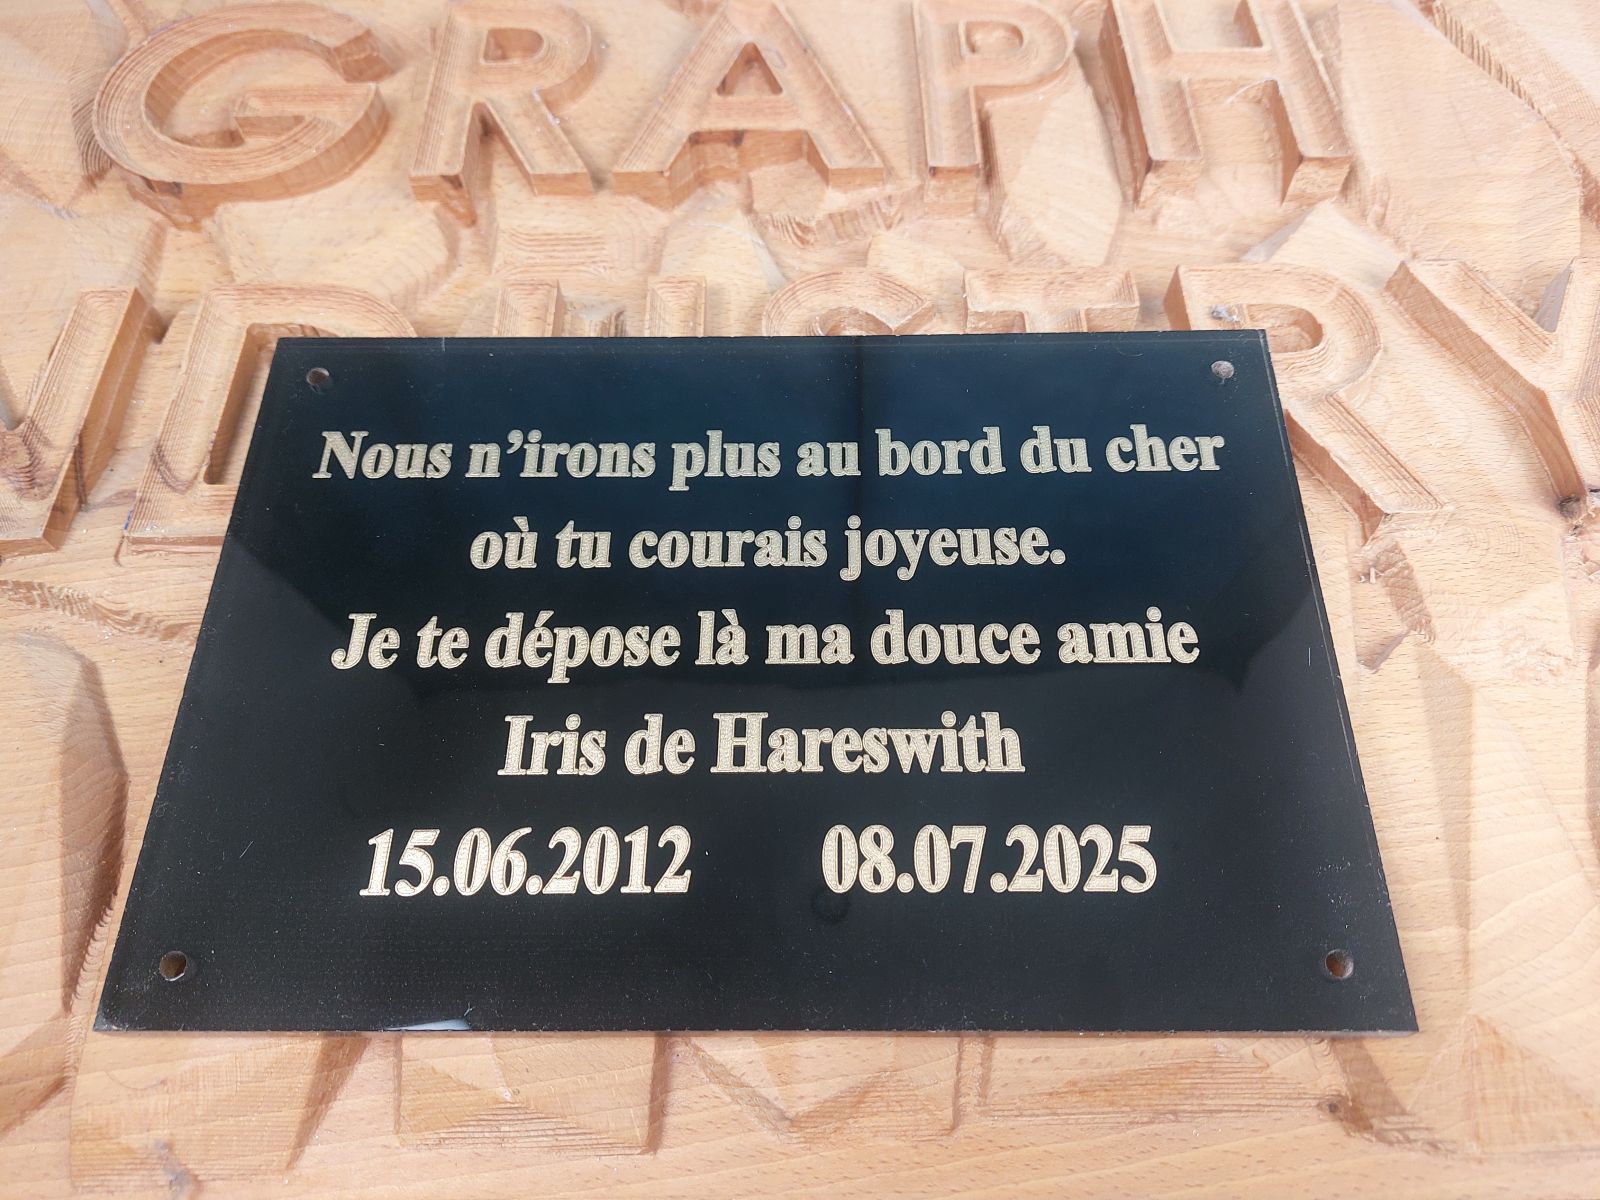 GRAPH
INDUSTRY
Nous n’irons plus au bord du cher
où tu courais joyeuse.
Je te dépose là ma douce amie
Iris de Hareswith
15.06.2012 08.07.2025